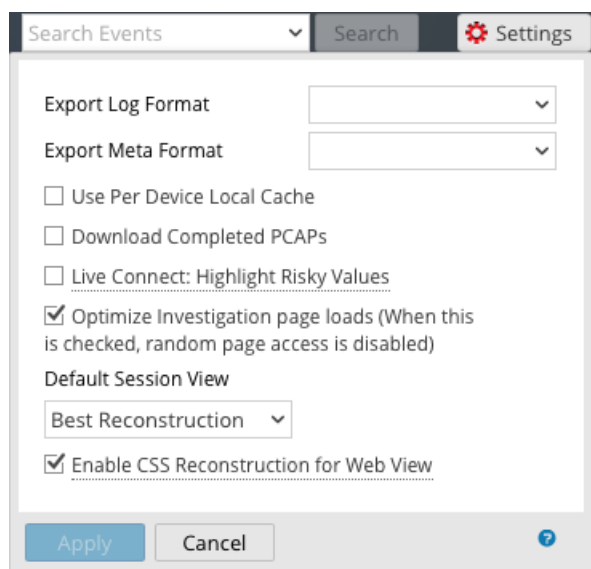 Search Events Search Settings
Export Log Format
Export Meta Format
Use Per Device Local Cache
Download Completed PCAPs
Live Connect: Highlight Risky Values
Optimize Investigation page loads (When this
is checked, random page access is disabled)
Default Session View
Best Reconstruction
Enable CSS Reconstruction for Web View
Apply Cancel ?